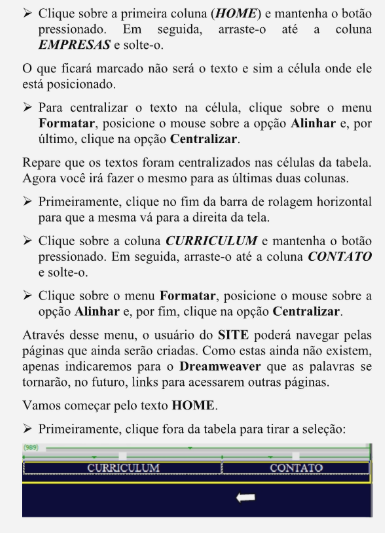 ➢ Clique sobre a primeira coluna (HOME) e mantenha o botão
pressionado. Em seguida, arraste-o até a coluna
EMPRESAS e solte-o.
O que ficará marcado não será o texto e sim a célula onde ele
está posicionado.
➢ Para centralizar o texto na célula, clique sobre o menu
Formatar, posicione o mouse sobre a opção Alinhar e, por
último, clique na opção Centralizar.
Repare que os textos foram centralizados nas células da tabela.
Agora você irá fazer o mesmo para as últimas duas colunas.
➢ Primeiramente, clique no fim da barra de rolagem horizontal
para que a mesma vá para a direita da tela.
➢ Clique sobre a coluna CURRICULUM e mantenha o botão
pressionado. Em seguida, arraste-o até a coluna CONTATO
e solte-o.
➢ Clique sobre o menu Formatar, posicione o mouse sobre a
opção Alinhar e, por fim, clique na opção Centralizar.
Através desse menu, o usuário do SITE poderá navegar pelas
páginas que ainda serão criadas. Como estas ainda não existem,
apenas indicaremos para o Dreamweaver que as palavras se
tornarão, no futuro, links para acessarem outras páginas.
Vamos começar pelo texto HOME.
➢ Primeiramente, clique fora da tabela para tirar a seleção:
CURRICULUM CONTATO